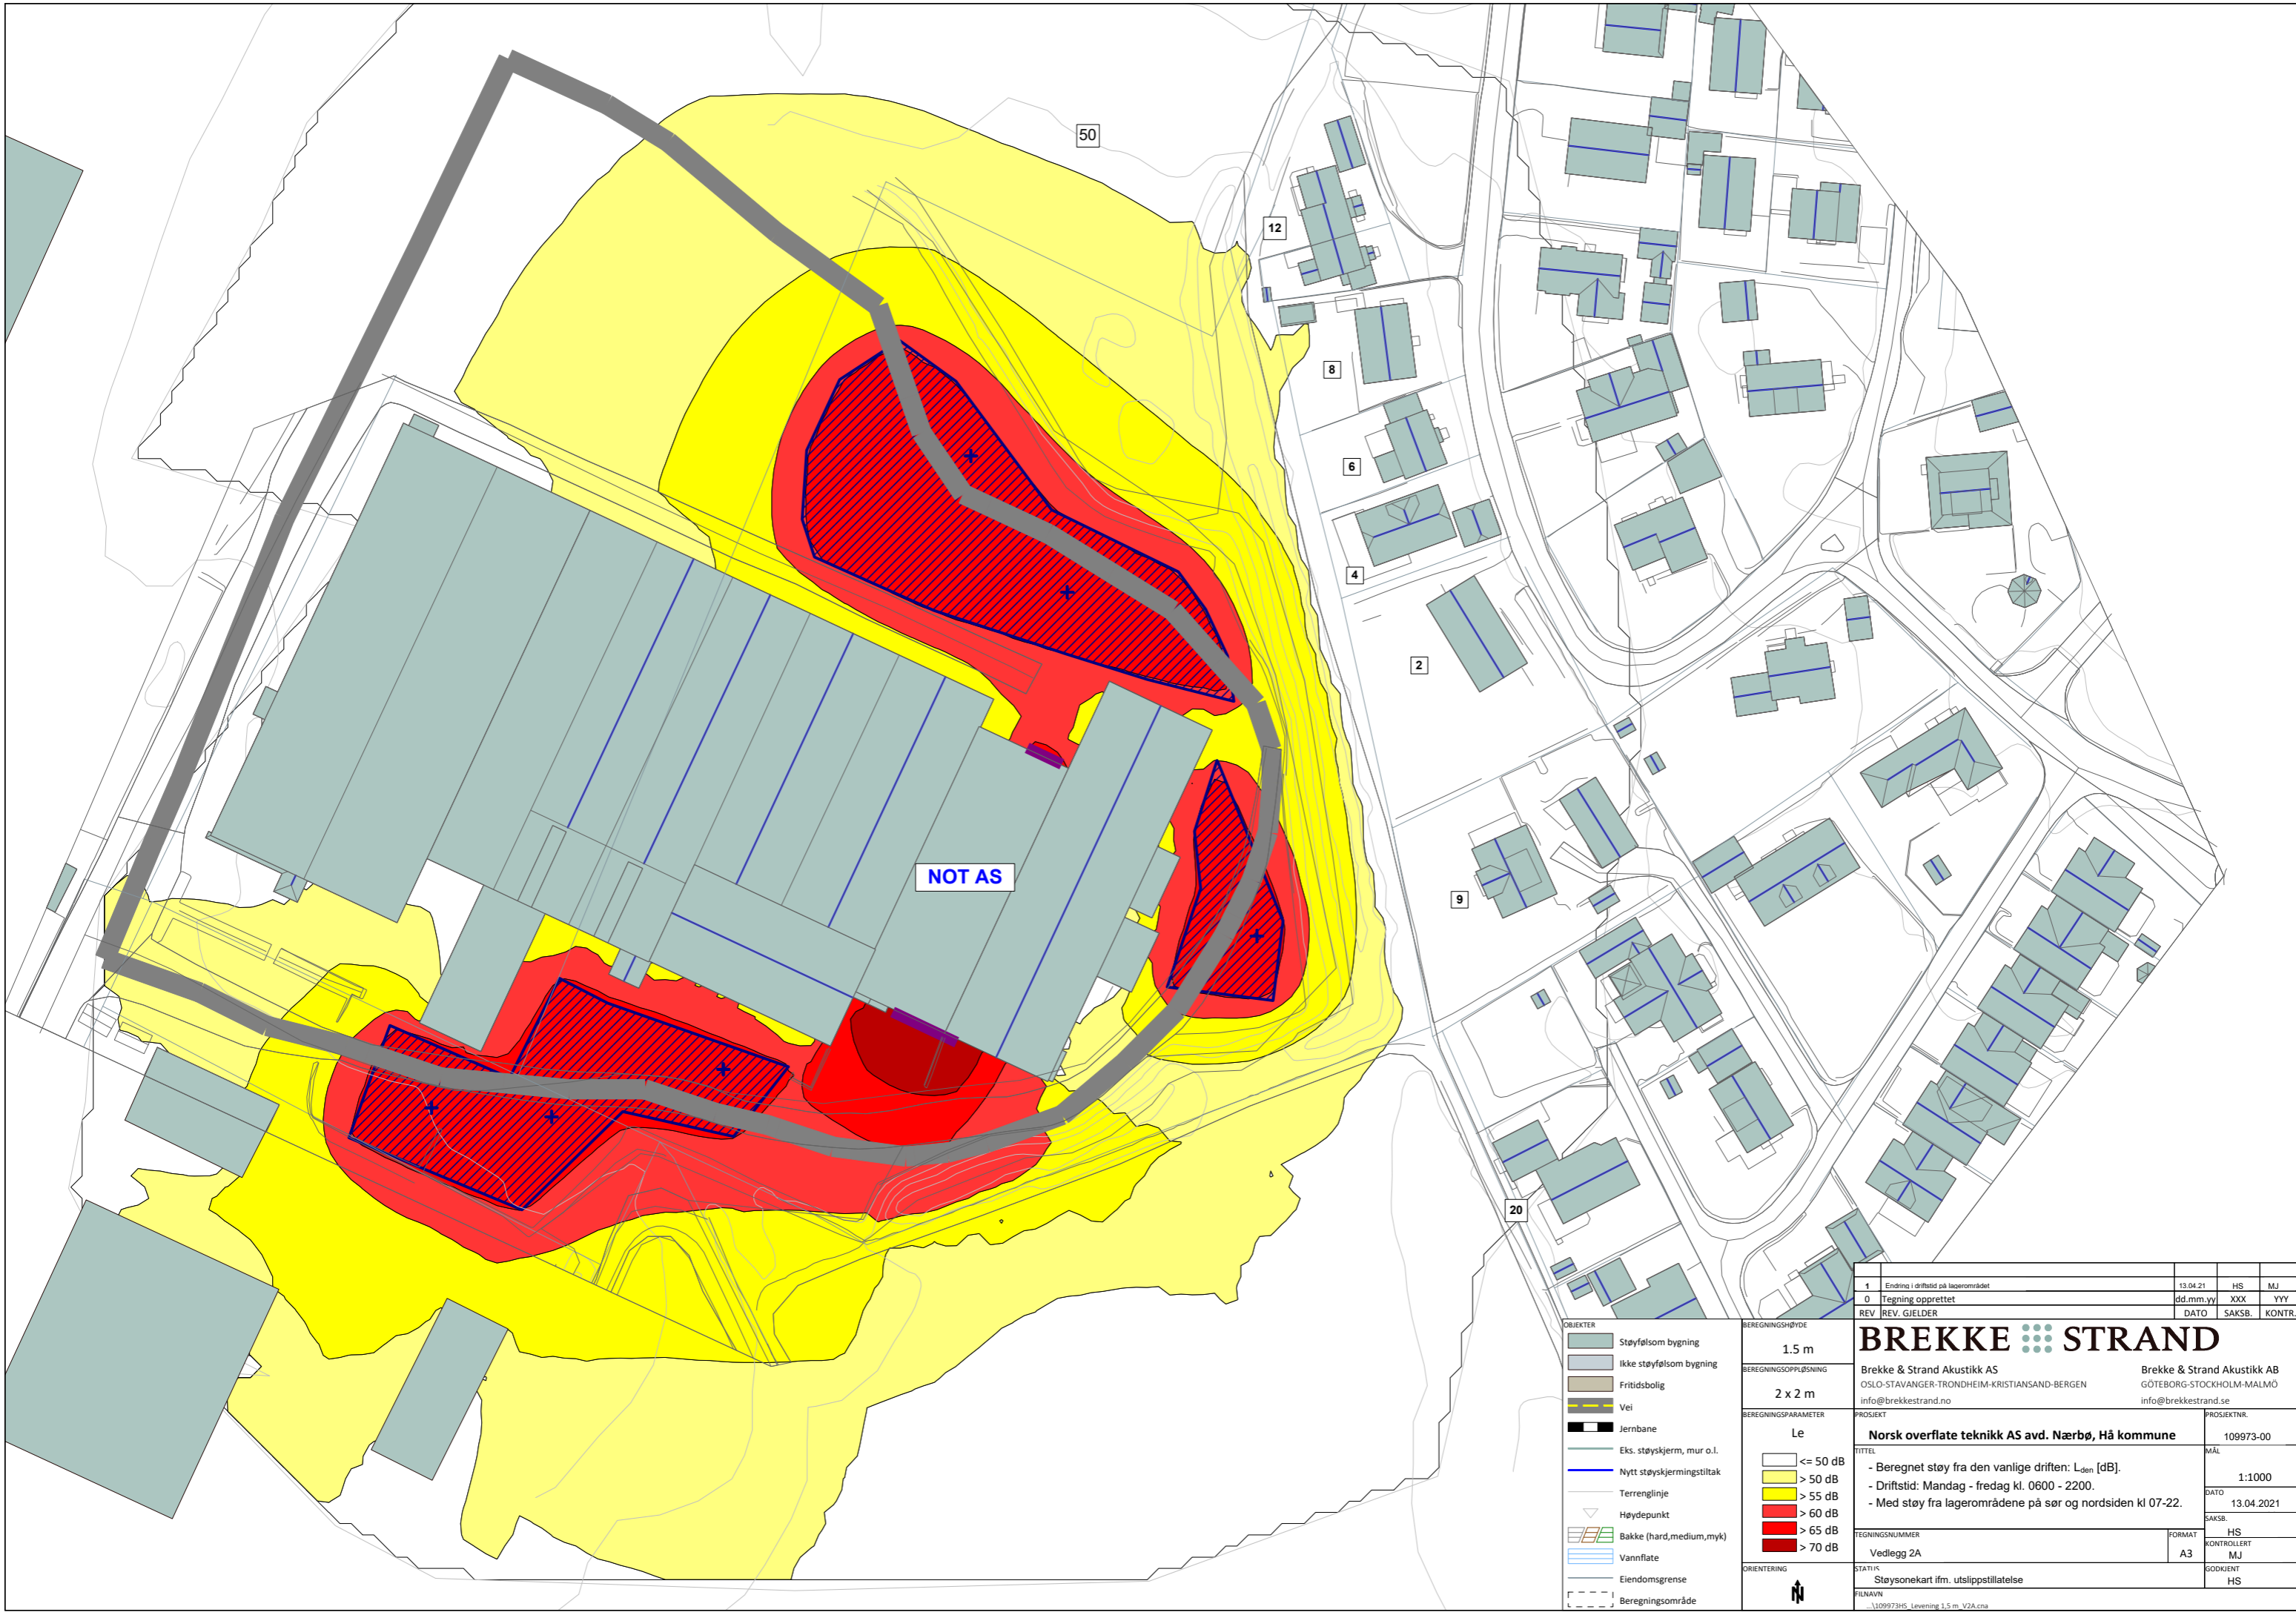 50
12
8
6
4
2
NOT AS
9
20
1 Endring i driftstid på lagerområdet 13.04.21 HS MJ
0 Tegning opprettet dd.mm.yy XXX YYY
REV REV. GJELDER DATO SAKSB. KONTR.
OBJEKTER
Støyfølsom bygning
Ikke støyfølsom bygning
Fritidsbolig
Vei
Jernbane
Eks. støyskjerm, mur o.l.
Nytt støyskjermingstiltak
Terrenglinje
Høydepunkt
Bakke (hard,medium,myk)
Vannflate
Eiendomsgrense
Beregningsområde
BEREGNINGSHØYDE
1.5 m
BEREGNINGSOPPLØSNING
2 x 2 m
BEREGNINGSPARAMETER
Le
<= 50 dB
> 50 dB
> 55 dB
> 60 dB
> 65 dB
> 70 dB
ORIENTERING
N
BREKKE STRAND
Brekke & Strand Akustikk AS
OSLO-STAVANGER-TRONDHEIM-KRISTIANSAND-BERGEN
info@brekkestrand.no
Brekke & Strand Akustikk AB
GÖTEBORG-STOCKHOLM-MALMÖ
info@brekkestrand.se
PROSJEKT
Norsk overflate teknikk AS avd. Nærbø, Hå kommune
PROSJEKTNR.
109973-00
TITTEL
- Beregnet støy fra den vanlige driften: Lden [dB].
- Driftstid: Mandag - fredag kl. 0600 - 2200.
- Med støy fra lagerområdene på sør og nordsiden kl 07-22.
MÅL
1:1000
DATO
13.04.2021
SAKSB.
HS
TEGNINGSNUMMER
Vedlegg 2A
FORMAT
A3
KONTROLLERT
MJ
STATUS
Støysonekart ifm. utslippstillatelse
GODKJENT
HS
FILNAVN
...\109973HS_Levening 1,5 m_V2A.cna